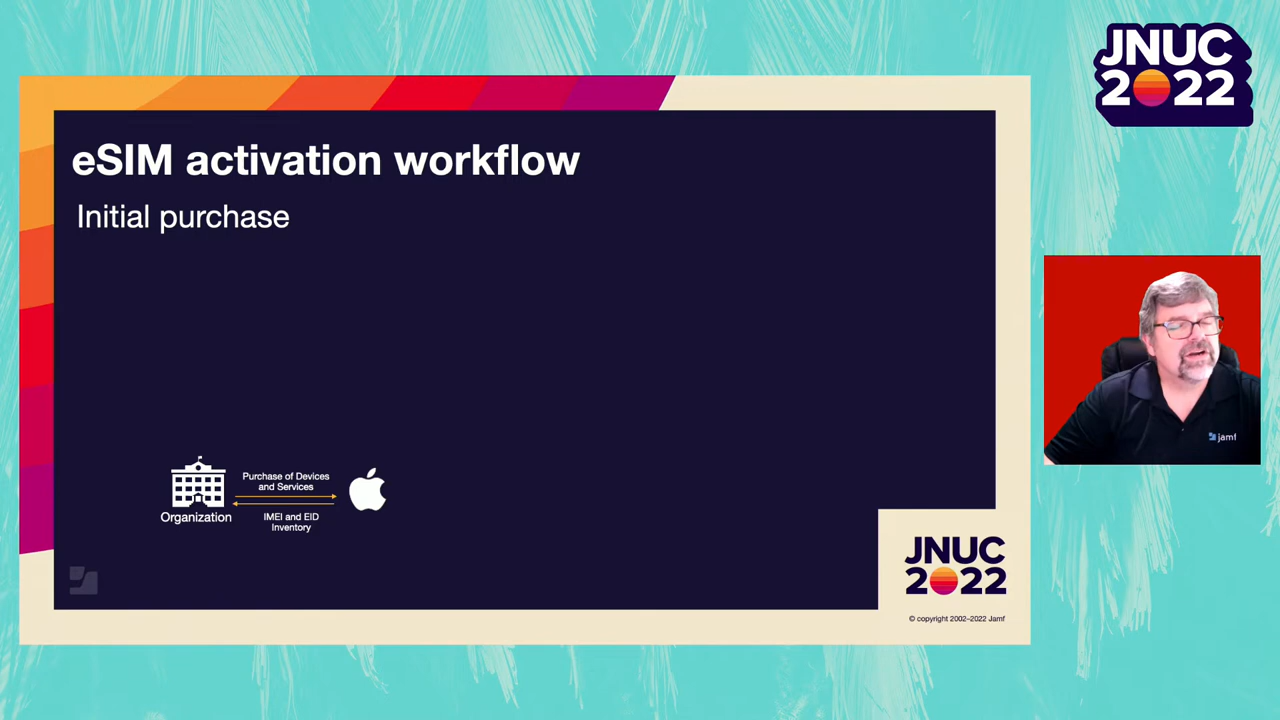 JNUC
2022
eSIM activation workflow
Initial purchase
Purchase of Devices
and Services
Organization
IMEI and EID
Inventory
jamf
JNUC
2022
© copyright 2002–2022 Jamf